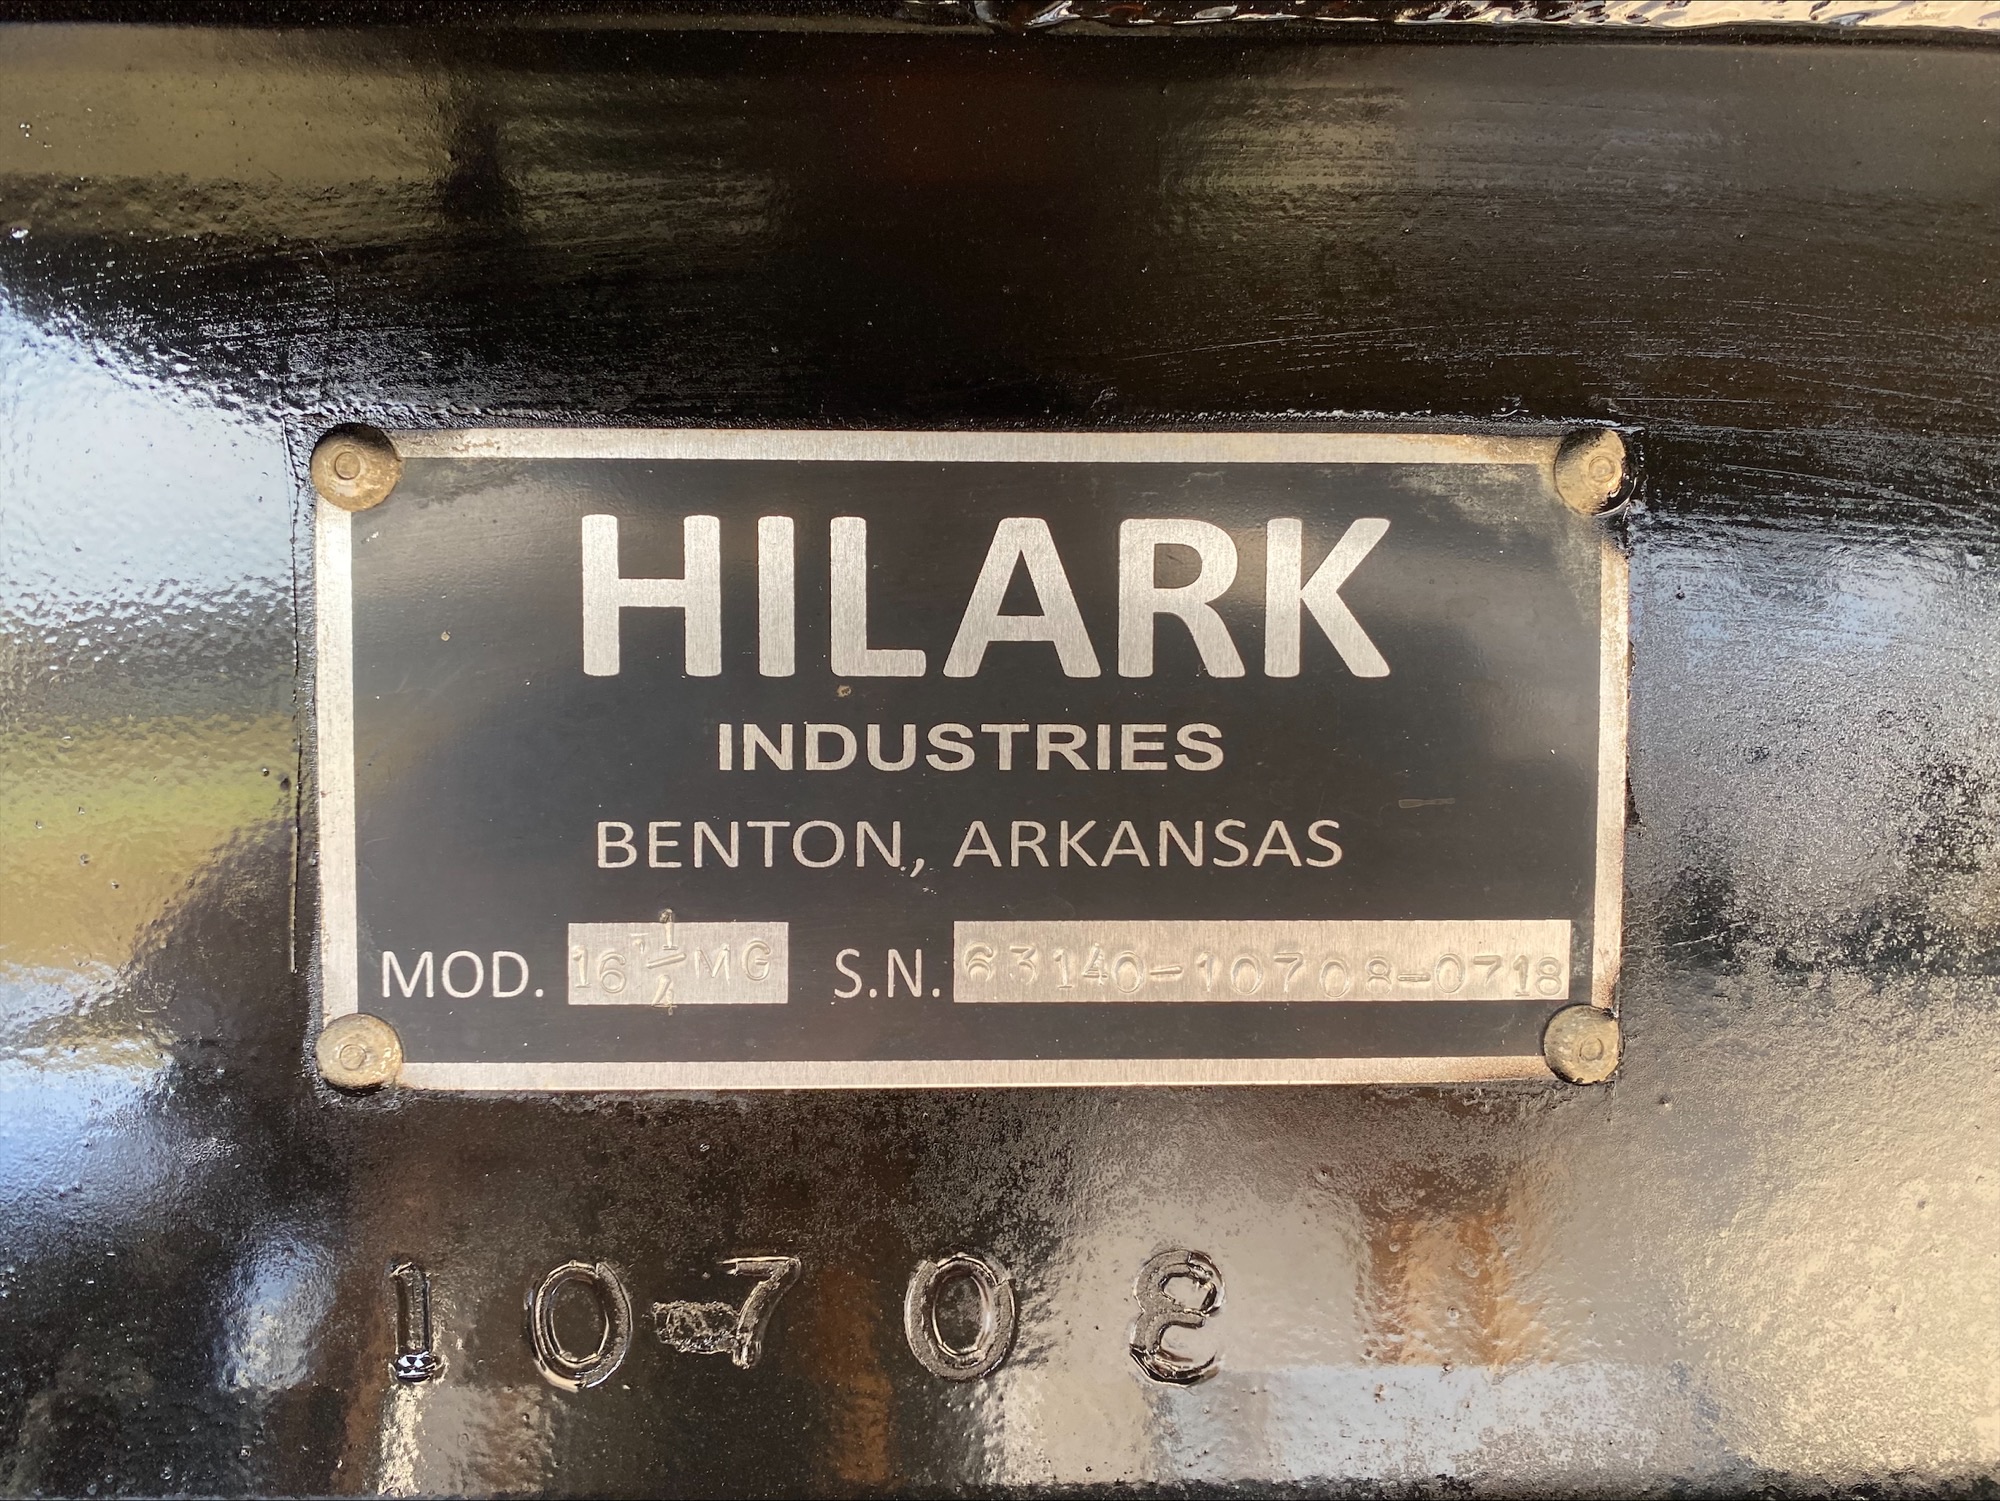 HILARK
INDUSTRIES
BENTON, ARKANSAS
MOD. 16-1/4 MG S.N. 63140-10708-0718
10708